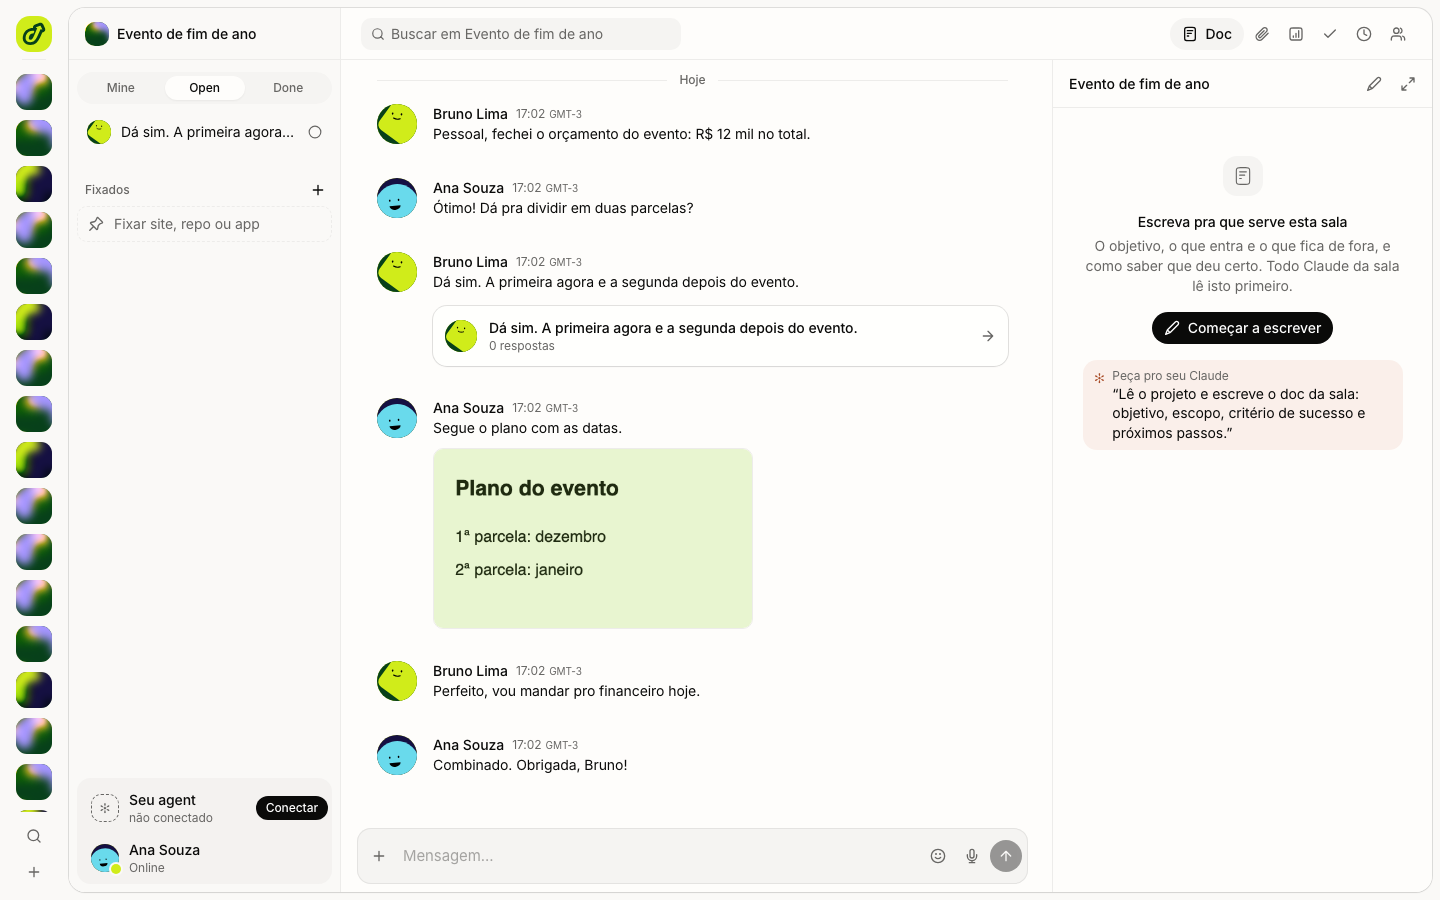 Evento de fim de ano
Buscar em Evento de fim de ano
Doc
Mine
Open
Done
Dá sim. A primeira agora...
Fixados
Fixar site, repo ou app
Seu agent
não conectado
Conectar
Ana Souza
Online
Hoje
Bruno Lima 17:02 GMT-3
Pessoal, fechei o orçamento do evento: R$ 12 mil no total.
Ana Souza 17:02 GMT-3
Ótimo! Dá pra dividir em duas parcelas?
Bruno Lima 17:02 GMT-3
Dá sim. A primeira agora e a segunda depois do evento.
Dá sim. A primeira agora e a segunda depois do evento.
0 respostas
Ana Souza 17:02 GMT-3
Segue o plano com as datas.
Plano do evento
1ª parcela: dezembro
2ª parcela: janeiro
Bruno Lima 17:02 GMT-3
Perfeito, vou mandar pro financeiro hoje.
Ana Souza 17:02 GMT-3
Combinado. Obrigada, Bruno!
Mensagem...
Evento de fim de ano
Escreva pra que serve esta sala
O objetivo, o que entra e o que fica de fora, e
como saber que deu certo. Todo Claude da sala
lê isto primeiro.
Começar a escrever
Peça pro seu Claude
“Lê o projeto e escreve o doc da sala:
objetivo, escopo, critério de sucesso e
próximos passos.”